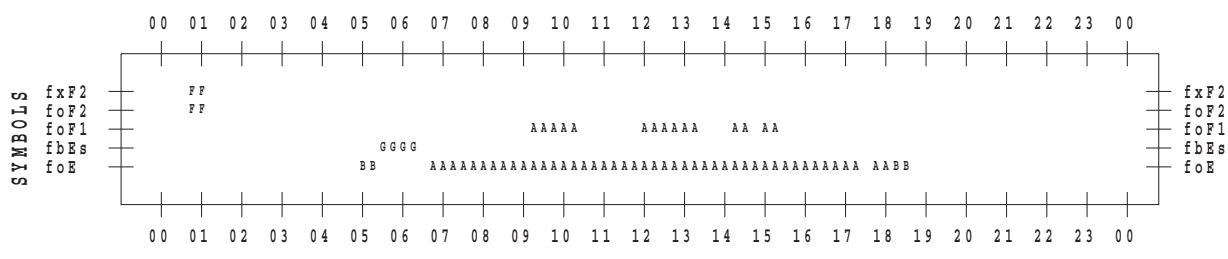 00 01 02 03 04 05 06 07 08 09 10 11 12 13 14 15 16 17 18 19 20 21 22 23 00
SYMBOLS
fxF2 FF fxF2
foF2 FF foF2
foF1 AAAAA AAAAAA AA AA foF1
fbEs GGGG fbEs
foE BB AAAAAAAAAAAAAAAAAAAAAAAAAAAAAAAAAAAAAAAAAAA AABB foE
00 01 02 03 04 05 06 07 08 09 10 11 12 13 14 15 16 17 18 19 20 21 22 23 00